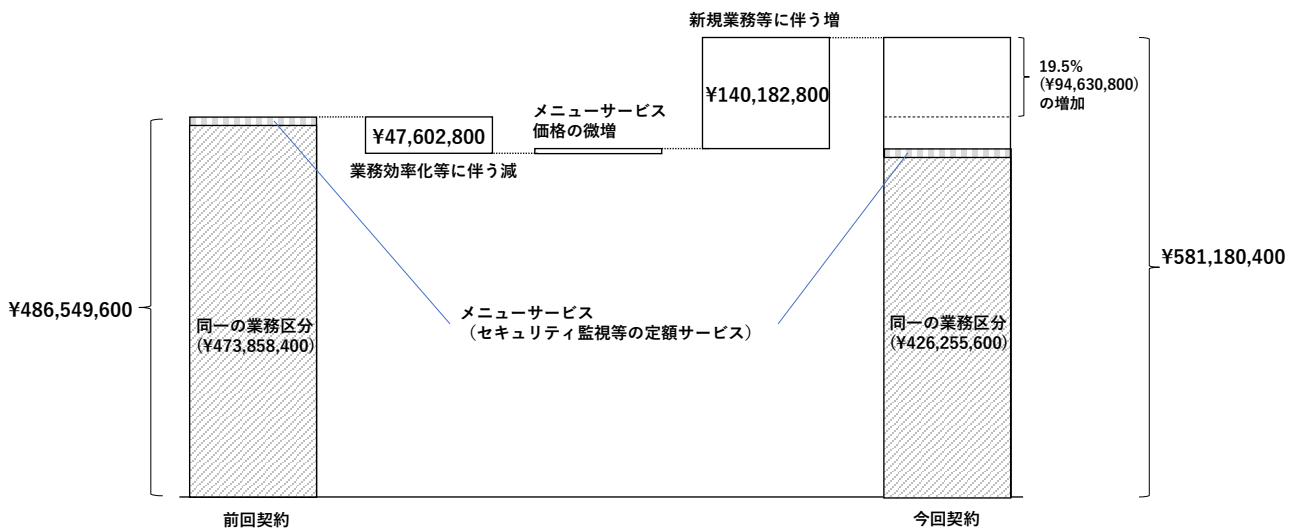 新規業務等に伴う増
¥140,182,800
19.5%
(¥94,630,800)
の増加
メニューサービス
価格の微増
¥47,602,800
業務効率化等に伴う減
¥581,180,400
¥486,549,600
同一の業務区分
(¥473,858,400)
メニューサービス
（セキュリティ監視等の定額サービス）
同一の業務区分
(¥426,255,600)
前回契約
今回契約